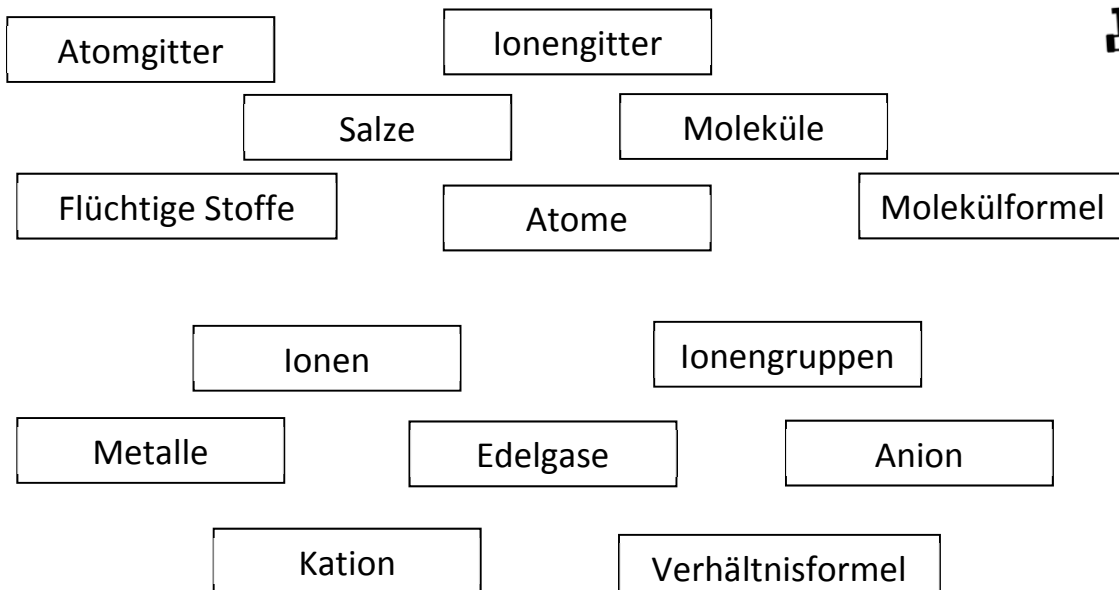 Atomgitter
Ionengitter
Salze
Moleküle
Flüchtige Stoffe
Atome
Molekülformel
Ionen
Ionengruppen
Metalle
Edelgase
Anion
Kation
Verhältnisformel